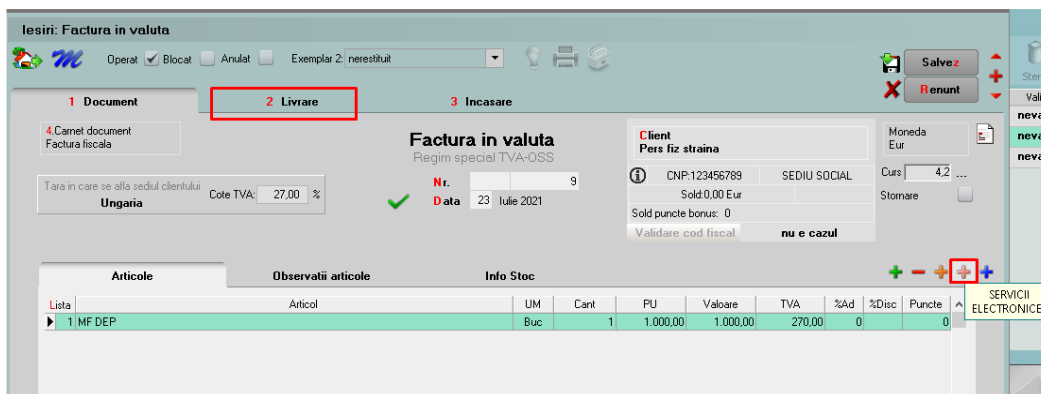 Iesiri: Factura in valuta
Operat Blocat Anulat Exemplar 2: nerestituit
Salvez
Renunt
1 Document 2 Livrare 3 Incasare
4.Carnet document
Factura fiscala
Factura in valuta
Regim special TVA-OSS
Client
Pers fiz straina
Moneda
Eur
Tara in care se afla sediul clientului
Ungaria
Cote TVA: 27,00 %
Nr. 9
Data 23 Iulie 2021
CNP:123456789 SEDIU SOCIAL
Sold:0,00 Eur
Sold puncte bonus: 0
Validare cod fiscal nu e cazul
Curs 4,2 ...
Stornare
Articole Observatii articole Info Stoc
SERVICII
ELECTRONICE
Lista Articol UM Cant PU Valoare TVA %Ad %Disc Puncte
1 MF DEP Buc 1 1.000,00 1.000,00 270,00 0 0
Ster
Vali
neva
neva
neva